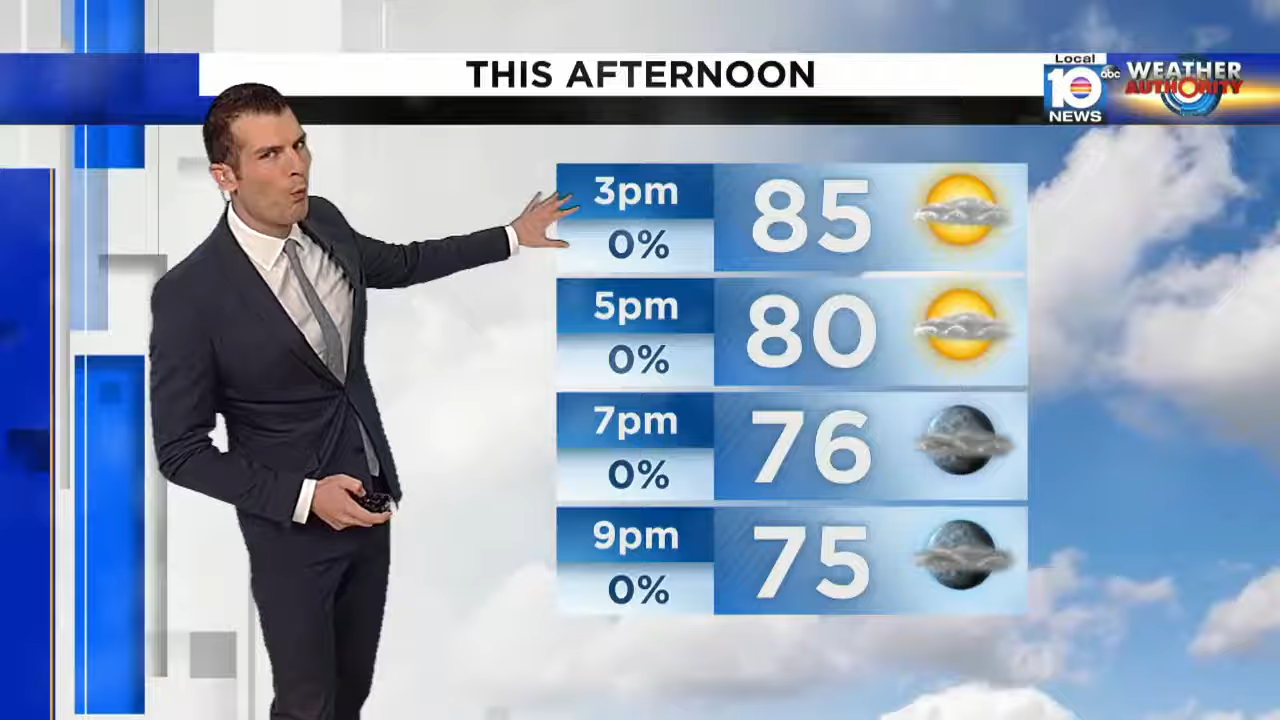 THIS AFTERNOON
Local
10
abc
NEWS
WEATHER
AUTHORITY
3pm
0%
85
5pm
0%
80
7pm
0%
76
9pm
0%
75